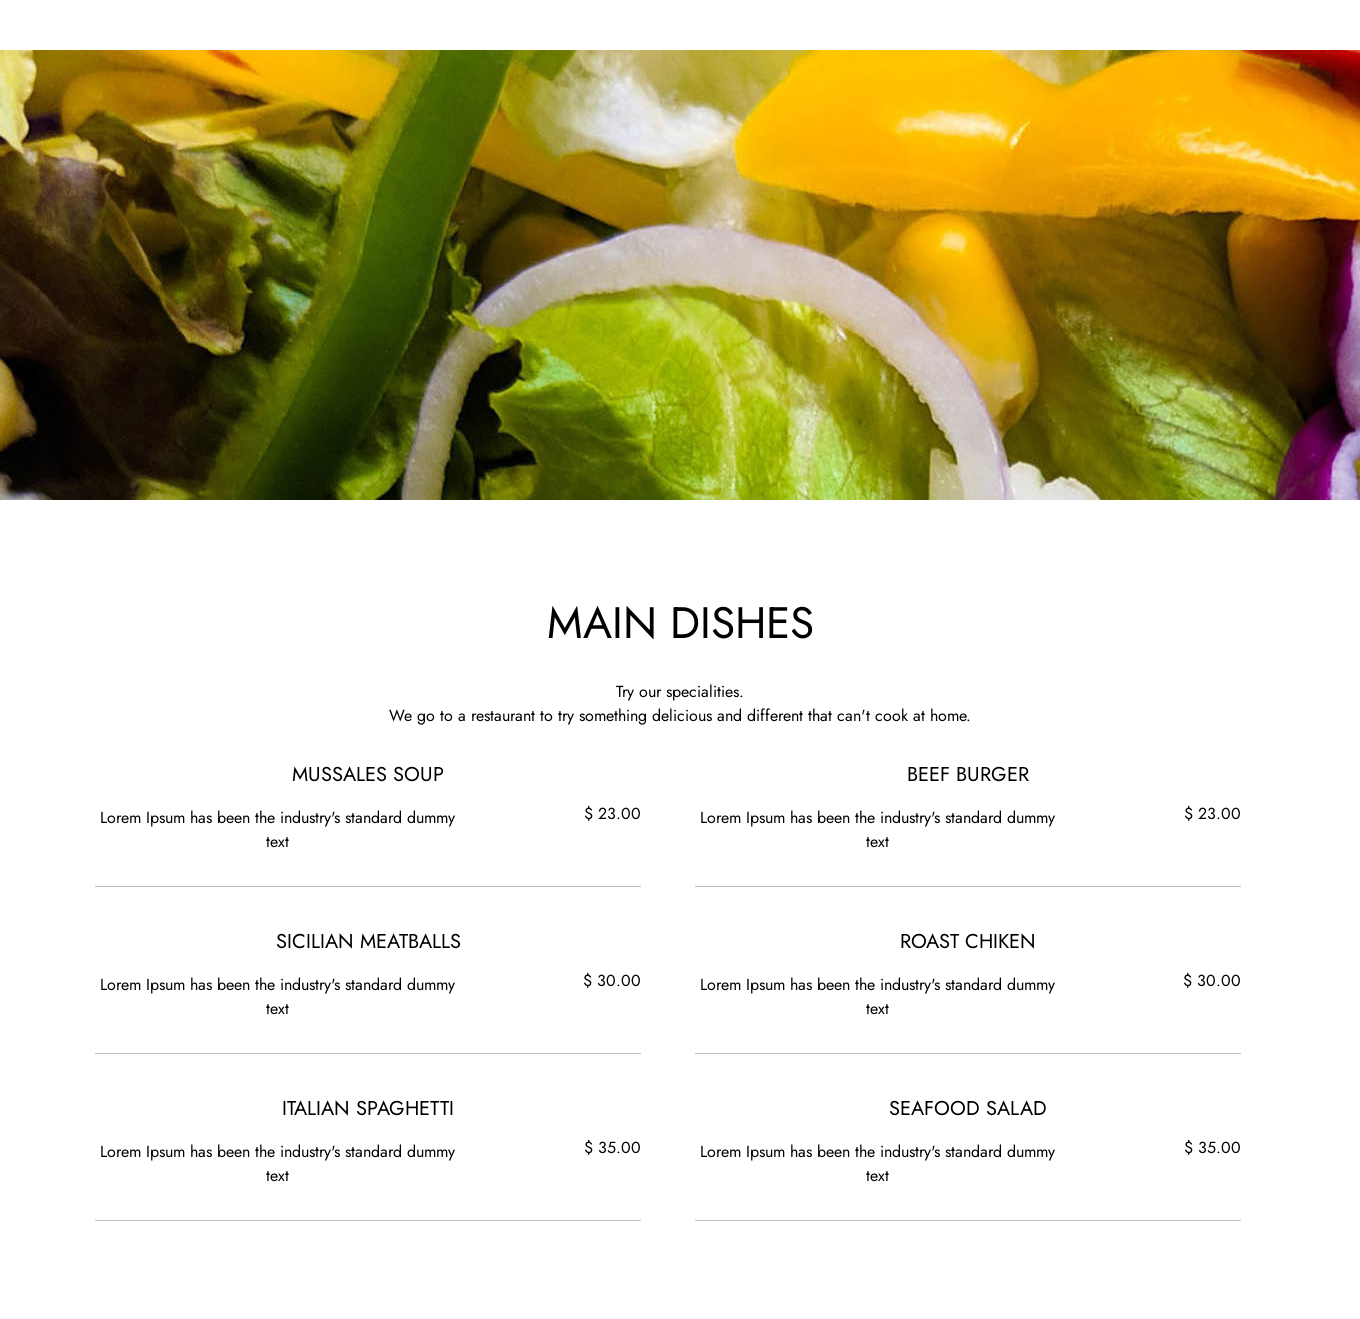 MAIN DISHES
Try our specialities.
We go to a restaurant to try something delicious and different that can't cook at home.
MUSSALES SOUP
Lorem Ipsum has been the industry's standard dummy
text
$ 23.00
BEEF BURGER
Lorem Ipsum has been the industry's standard dummy
text
$ 23.00
SICILIAN MEATBALLS
Lorem Ipsum has been the industry's standard dummy
text
$ 30.00
ROAST CHIKEN
Lorem Ipsum has been the industry's standard dummy
text
$ 30.00
ITALIAN SPAGHETTI
Lorem Ipsum has been the industry's standard dummy
text
$ 35.00
SEAFOOD SALAD
Lorem Ipsum has been the industry's standard dummy
text
$ 35.00